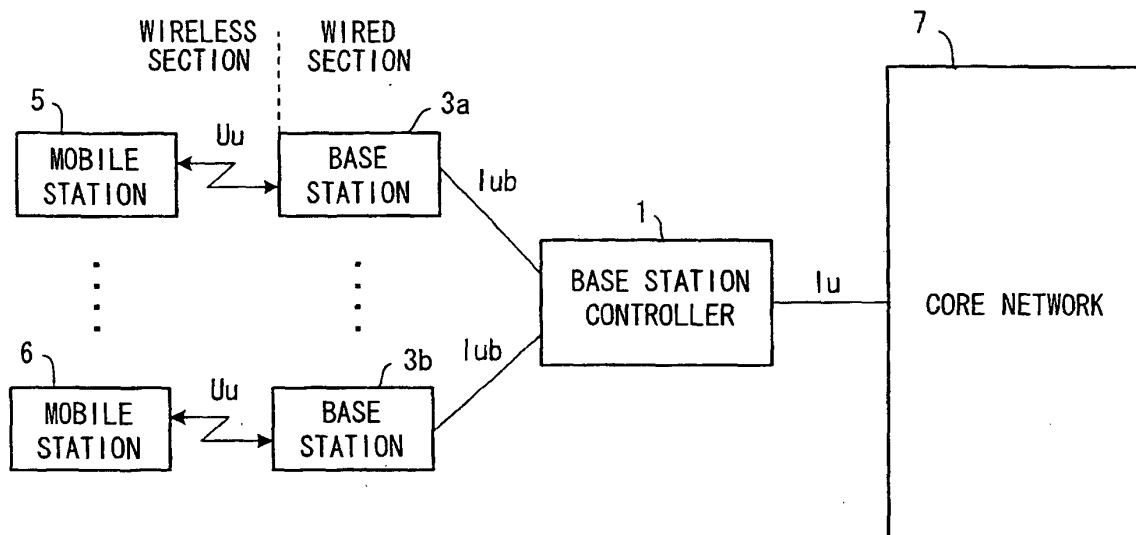 WIRELESS SECTION
WIRED SECTION
7
5
Uu
3a
MOBILE STATION
BASE STATION
Iub
1
BASE STATION CONTROLLER
Iu
CORE NETWORK
6
Uu
3b
Iub
MOBILE STATION
BASE STATION